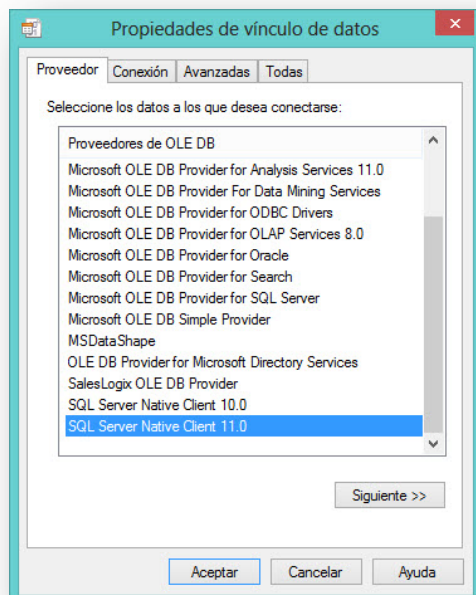 Propiedades de vínculo de datos
Proveedor Conexión Avanzadas Todas
Seleccione los datos a los que desea conectarse:
Proveedores de OLE DB
Microsoft OLE DB Provider for Analysis Services 11.0
Microsoft OLE DB Provider For Data Mining Services
Microsoft OLE DB Provider for ODBC Drivers
Microsoft OLE DB Provider for OLAP Services 8.0
Microsoft OLE DB Provider for Oracle
Microsoft OLE DB Provider for Search
Microsoft OLE DB Provider for SQL Server
Microsoft OLE DB Simple Provider
MSDataShape
OLE DB Provider for Microsoft Directory Services
SalesLogix OLE DB Provider
SQL Server Native Client 10.0
SQL Server Native Client 11.0
Siguiente >>
Aceptar Cancelar Ayuda